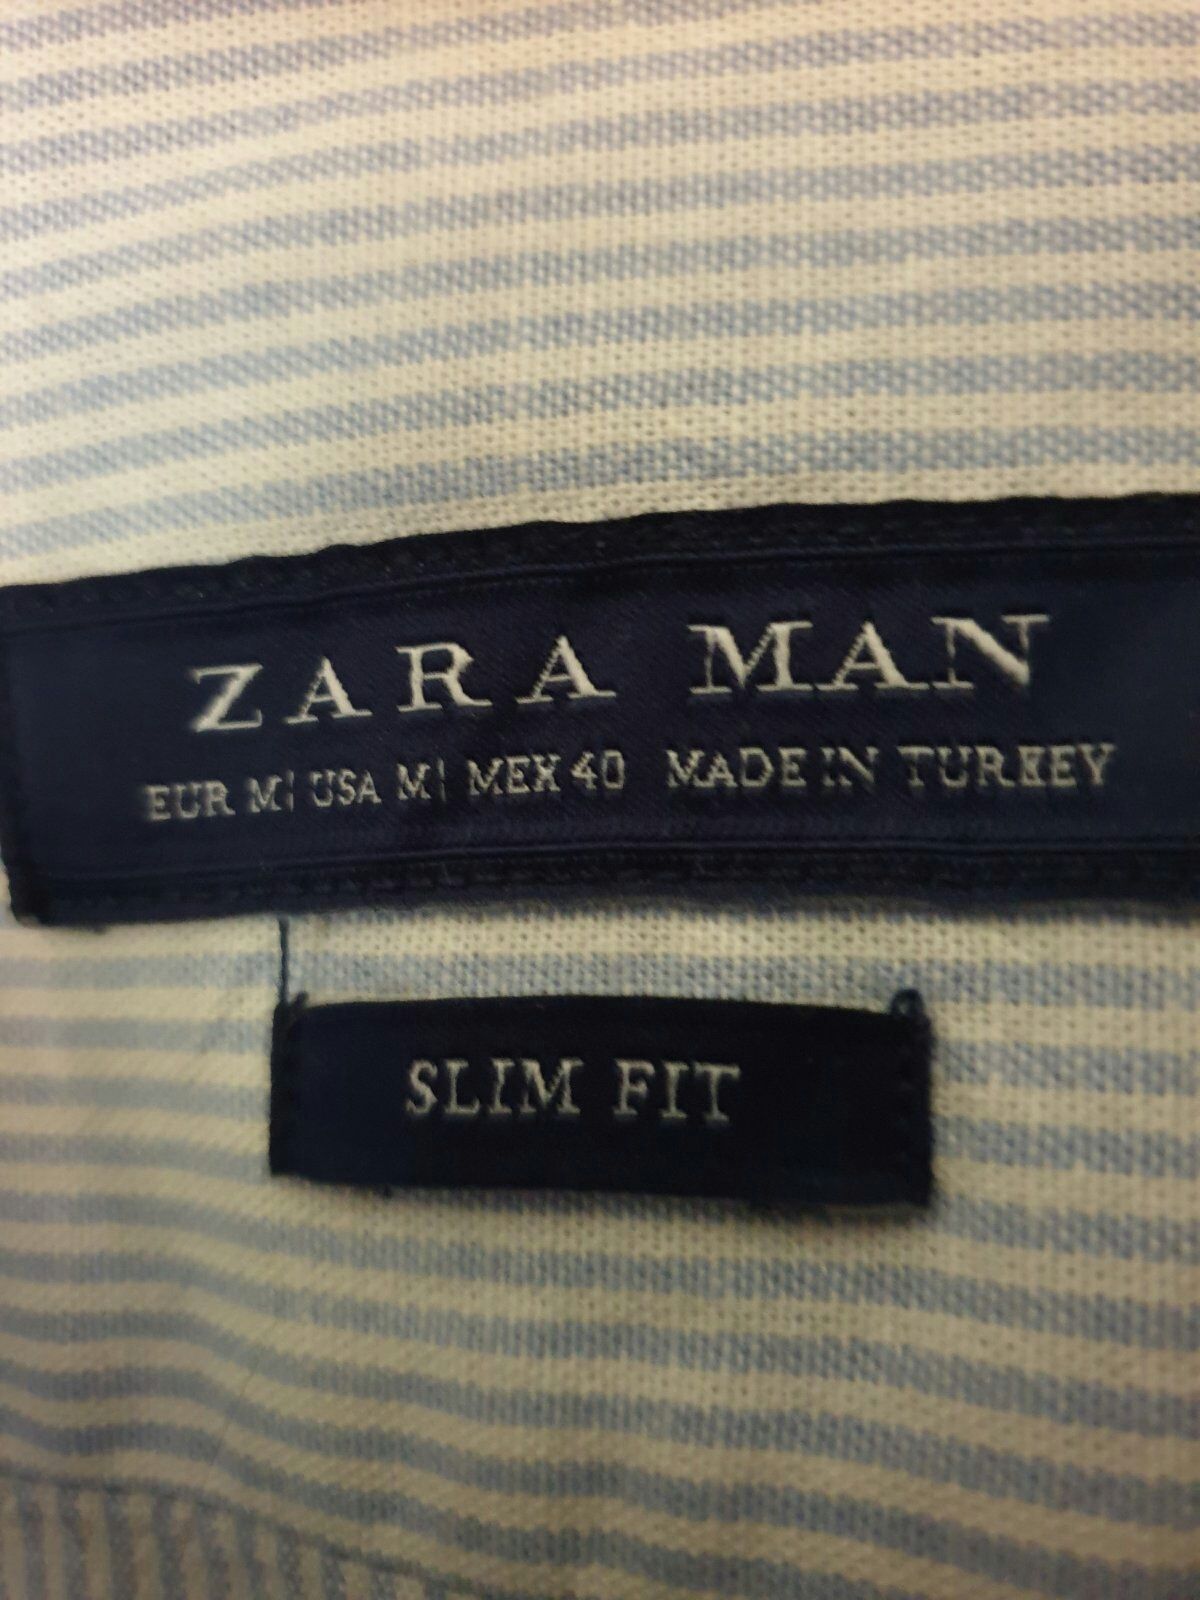 ZARA MAN
EUR M | USA M | MEX 40 MADE IN TURKEY
SLIM FIT